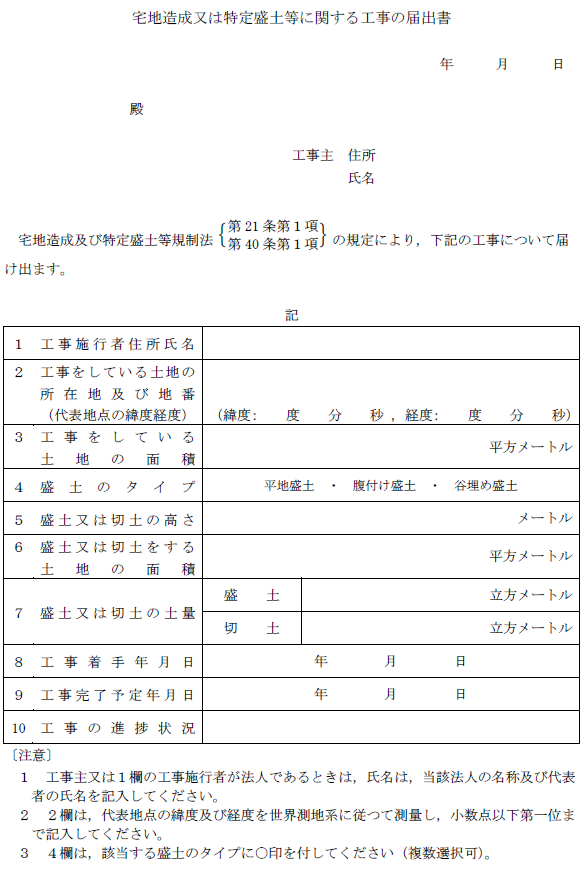 宅地造成又は特定盛土等に関する工事の届出書
年　月　日
殿
工事主　住所
氏名
宅地造成及び特定盛土等規制法{第21条第1項 第40条第1項}の規定により，下記の工事について届
け出ます。
記
1　工事施行者住所氏名
2　工事をしている土地の
所在地及び地番
（代表地点の緯度経度）　（緯度：　度　分　秒，経度：　度　分　秒）
3　工事をしている
土地の面積　平方メートル
4　盛土のタイプ　平地盛土　・　腹付け盛土　・　谷埋め盛土
5　盛土又は切土の高さ　メートル
6　盛土又は切土をする
土地の面積　平方メートル
7　盛土又は切土の土量　盛土　立方メートル
切土　立方メートル
8　工事着手年月日　年　月　日
9　工事完了予定年月日　年　月　日
10　工事の進捗状況
〔注意〕
1　工事主又は1欄の工事施行者が法人であるときは，氏名は，当該法人の名称及び代表
者の氏名を記入してください。
2　2欄は，代表地点の緯度及び経度を世界測地系に従つて測量し，小数点以下第一位ま
で記入してください。
3　4欄は，該当する盛土のタイプに○印を付してください（複数選択可）。